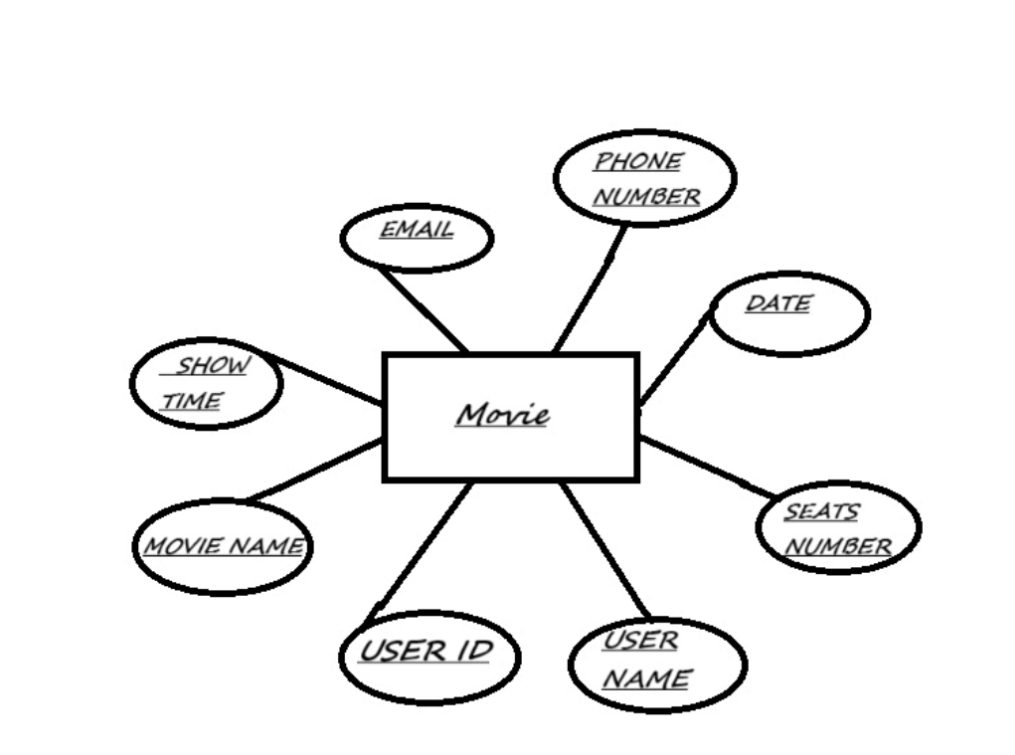 PHONE
NUMBER
EMAIL
DATE
SHOW
TIME
Movie
SEATS
NUMBER
MOVIE NAME
USER ID
USER
NAME